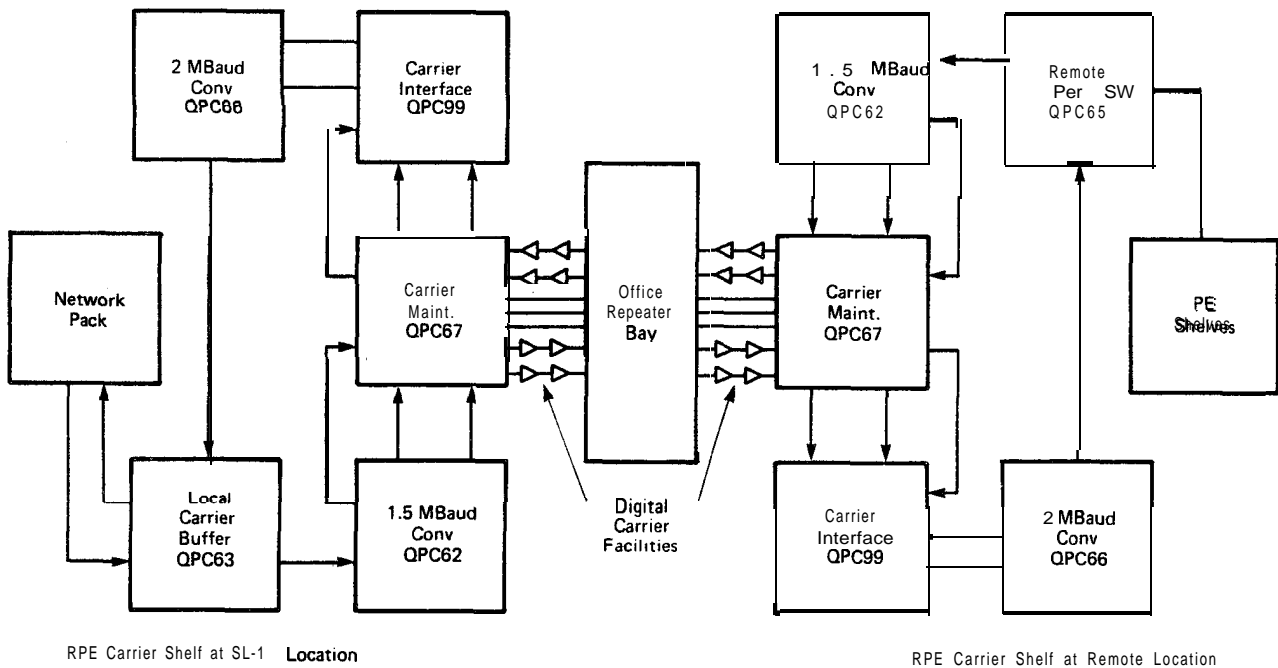 2 MBaud
Conv
QPC66
Carrier
Interface
QPC99
1.5 MBaud
Conv
QPC62
Remote
Per SW
QPC65
Network
Pack
Carrier
Maint.
QPC67
Office
Repeater
Bay
Carrier
Maint.
QPC67
PE
Shelves
Local
Carrier
Buffer
QPC63
1.5 MBaud
Conv
QPC62
Digital
Carrier
Facilities
Carrier
Interface
QPC99
2 MBaud
Conv
QPC66
RPE Carrier Shelf at SL-1 Location
RPE Carrier Shelf at Remote Location